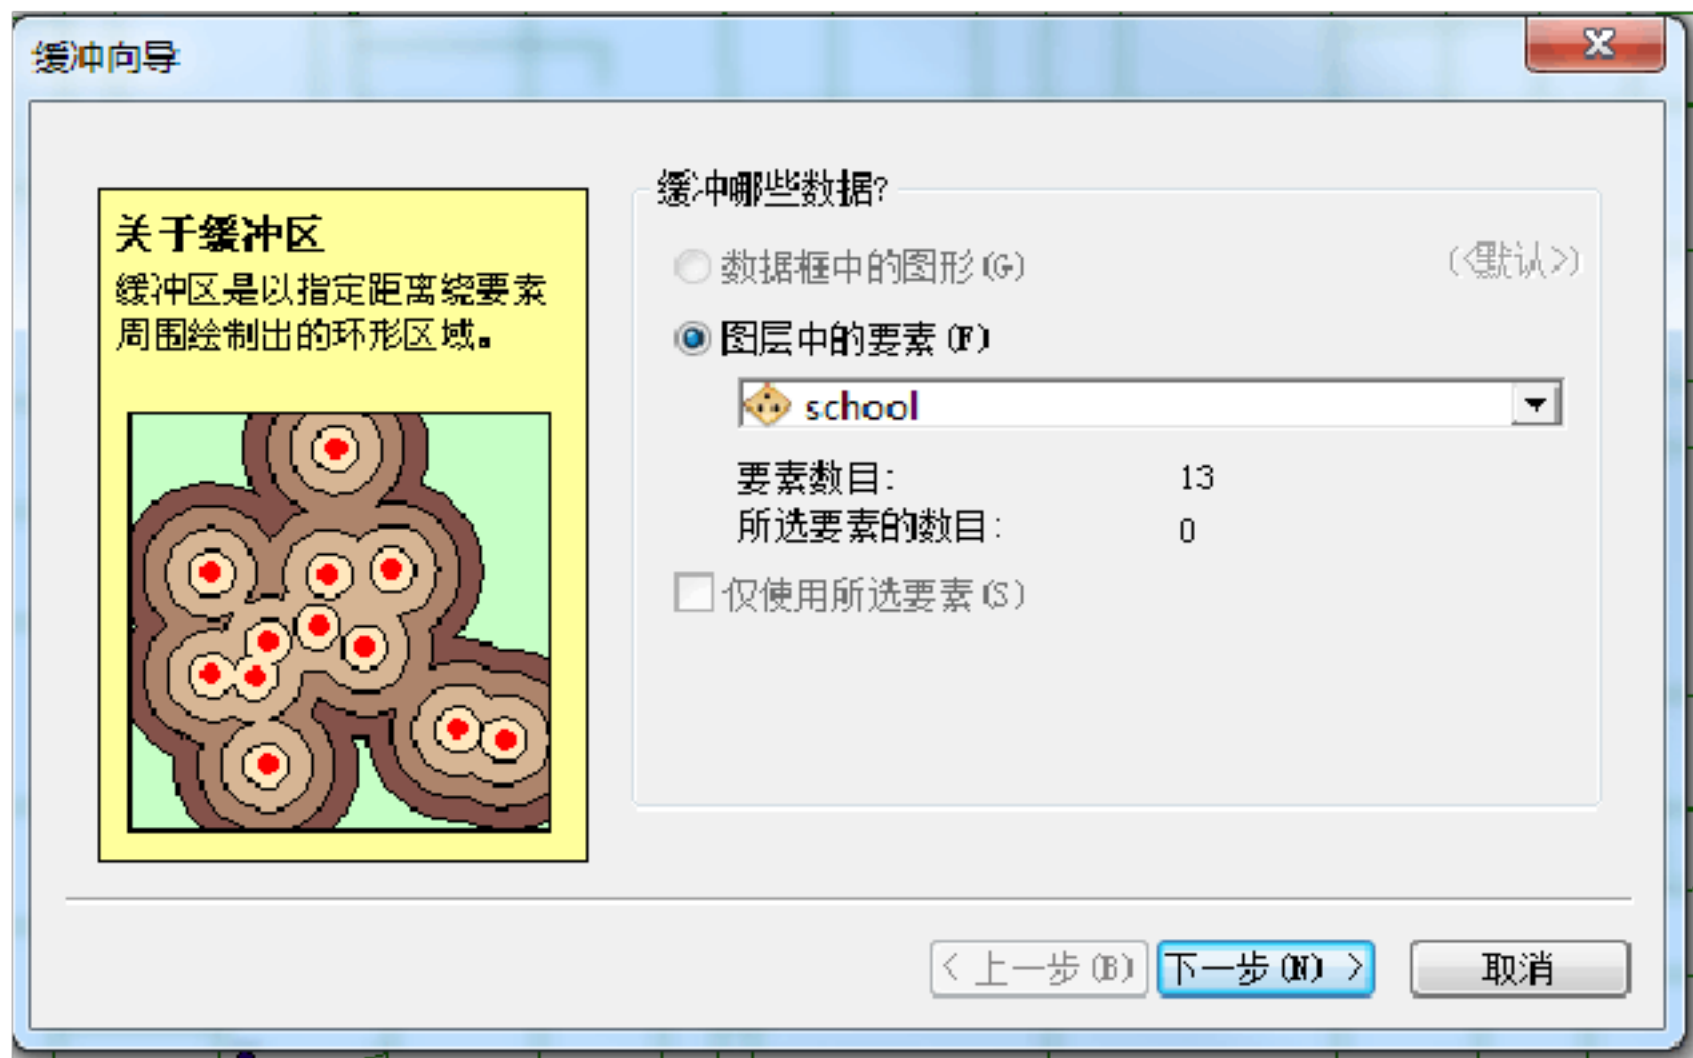 缓冲向导
关于缓冲区
缓冲区是以指定距离绕要素
周围绘制出的环形区域。
缓冲哪些数据?
数据框中的图形(G)
(<默认>)
图层中的要素(F)
school
要素数目: 13
所选要素的数目: 0
仅使用所选要素(S)
< 上一步(B)
下一步(N) >
取消